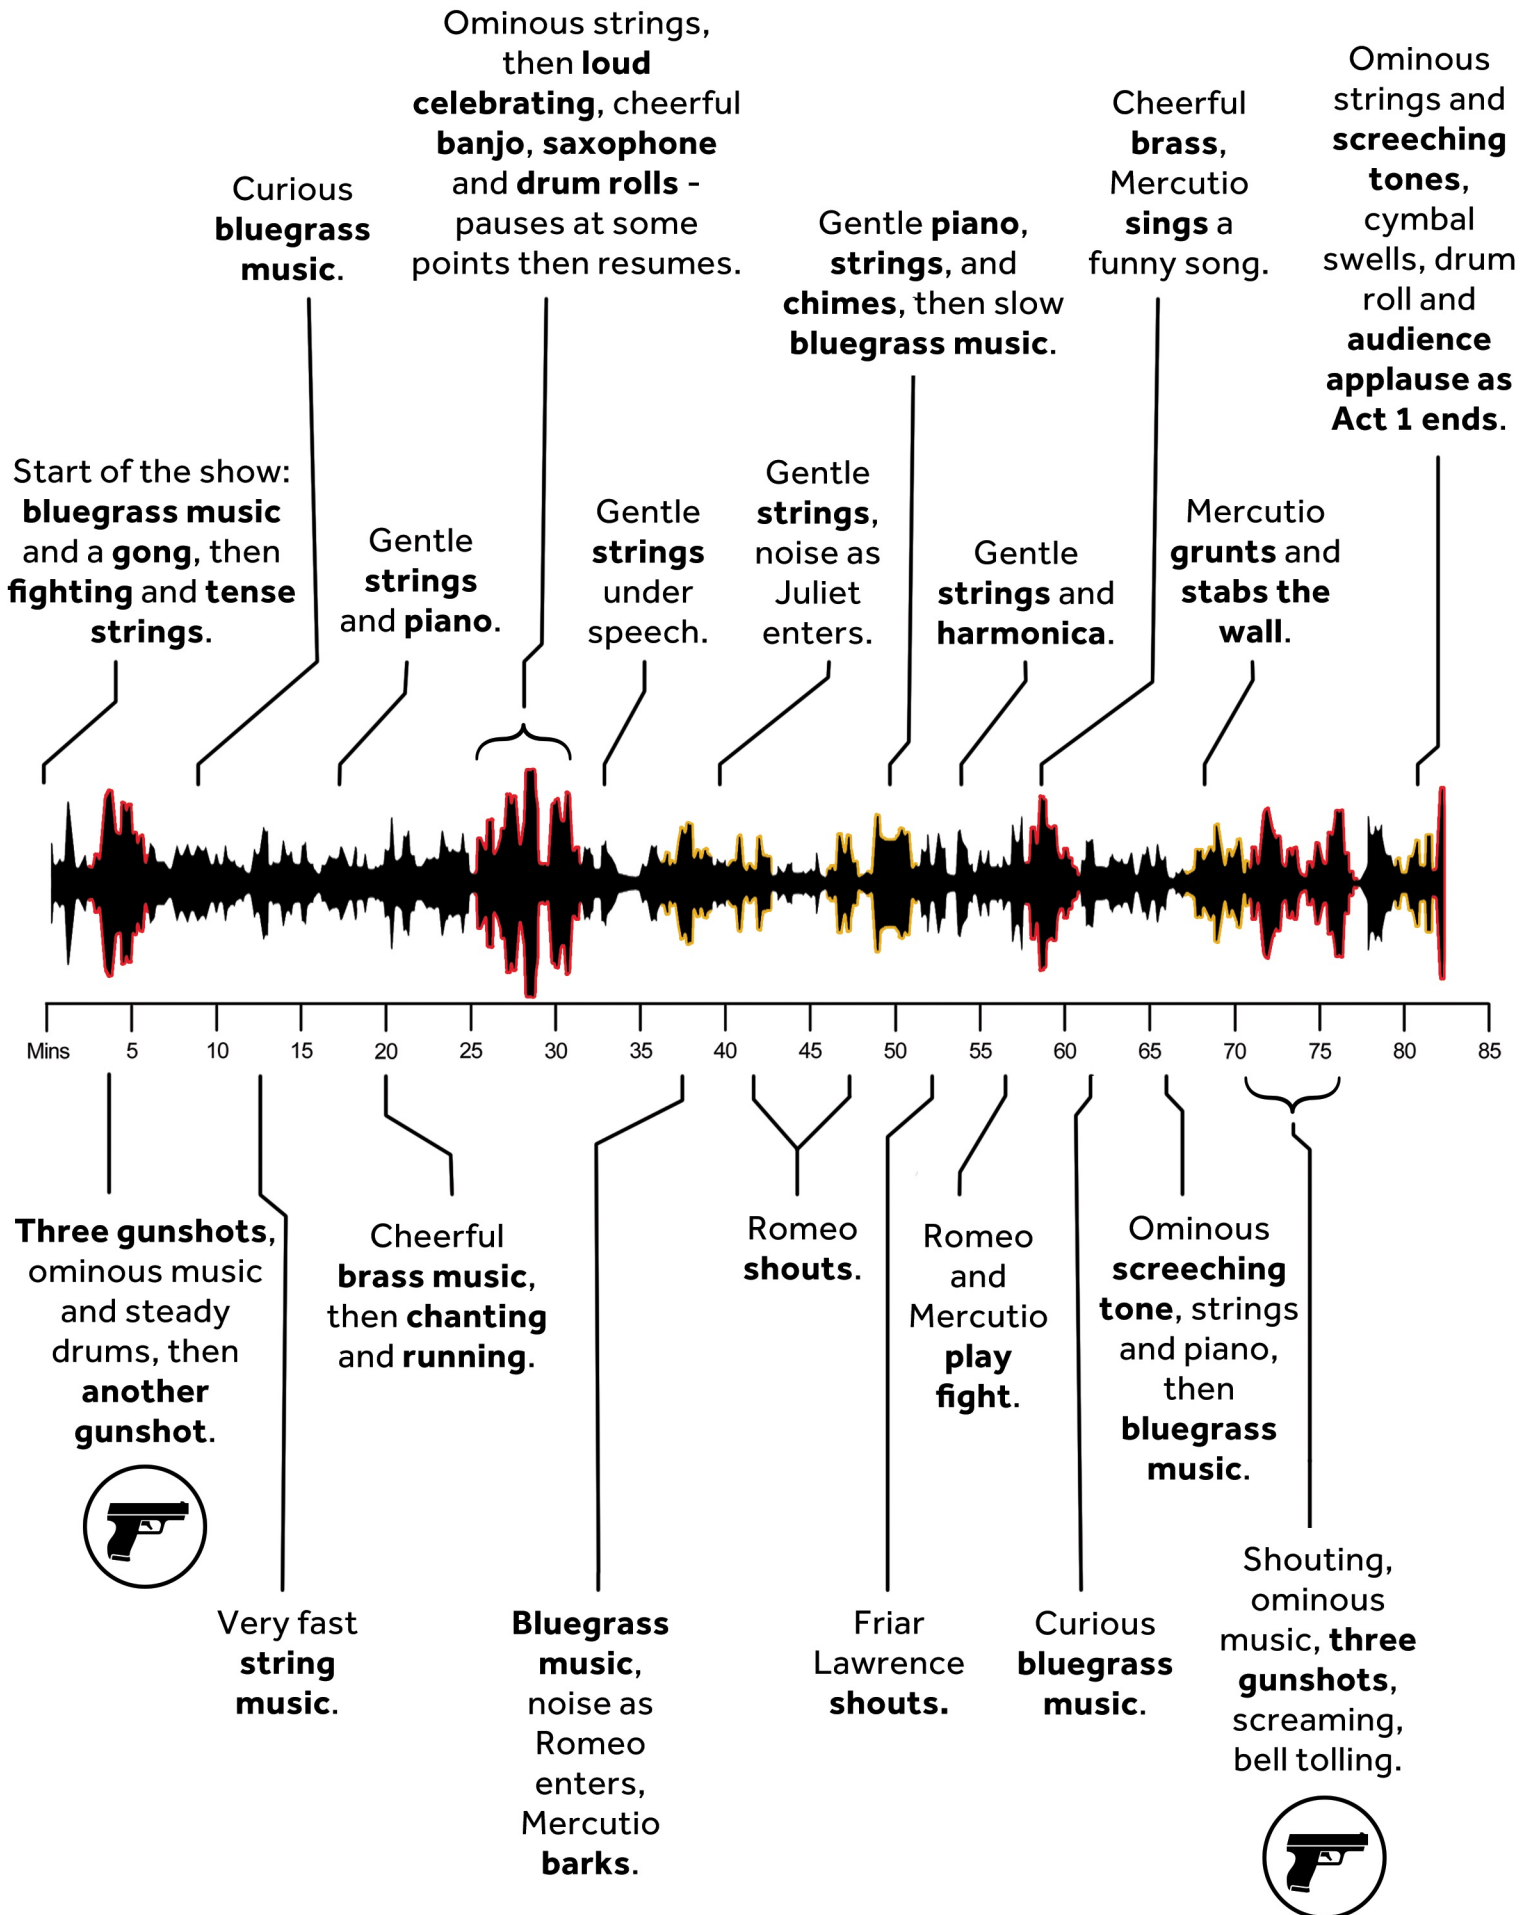 Ominous strings,
then loud
celebrating, cheerful
banjo, saxophone
and drum rolls -
pauses at some
points then resumes.
Ominous
strings and
screeching
tones,
cymbal
swells, drum
roll and
audience
applause as
Act 1 ends.
Cheerful
brass,
Mercutio
sings a
funny song.
Curious
bluegrass
music.
Gentle piano,
strings, and
chimes, then slow
bluegrass music.
Start of the show:
bluegrass music
and a gong, then
fighting and tense
strings.
Gentle
strings
and piano.
Gentle
strings
under
speech.
Gentle
strings,
noise as
Juliet
enters.
Gentle
strings and
harmonica.
Mercutio
grunts and
stabs the
wall.
Mins 5 10 15 20 25 30 35 40 45 50 55 60 65 70 75 80 85
Three gunshots,
ominous music
and steady
drums, then
another
gunshot.
Cheerful
brass music,
then chanting
and running.
Romeo
shouts.
Romeo
and
Mercutio
play
fight.
Ominous
screeching
tone, strings
and piano,
then
bluegrass
music.
Very fast
string
music.
Bluegrass
music,
noise as
Romeo
enters,
Mercutio
barks.
Friar
Lawrence
shouts.
Curious
bluegrass
music.
Shouting,
ominous
music, three
gunshots,
screaming,
bell tolling.